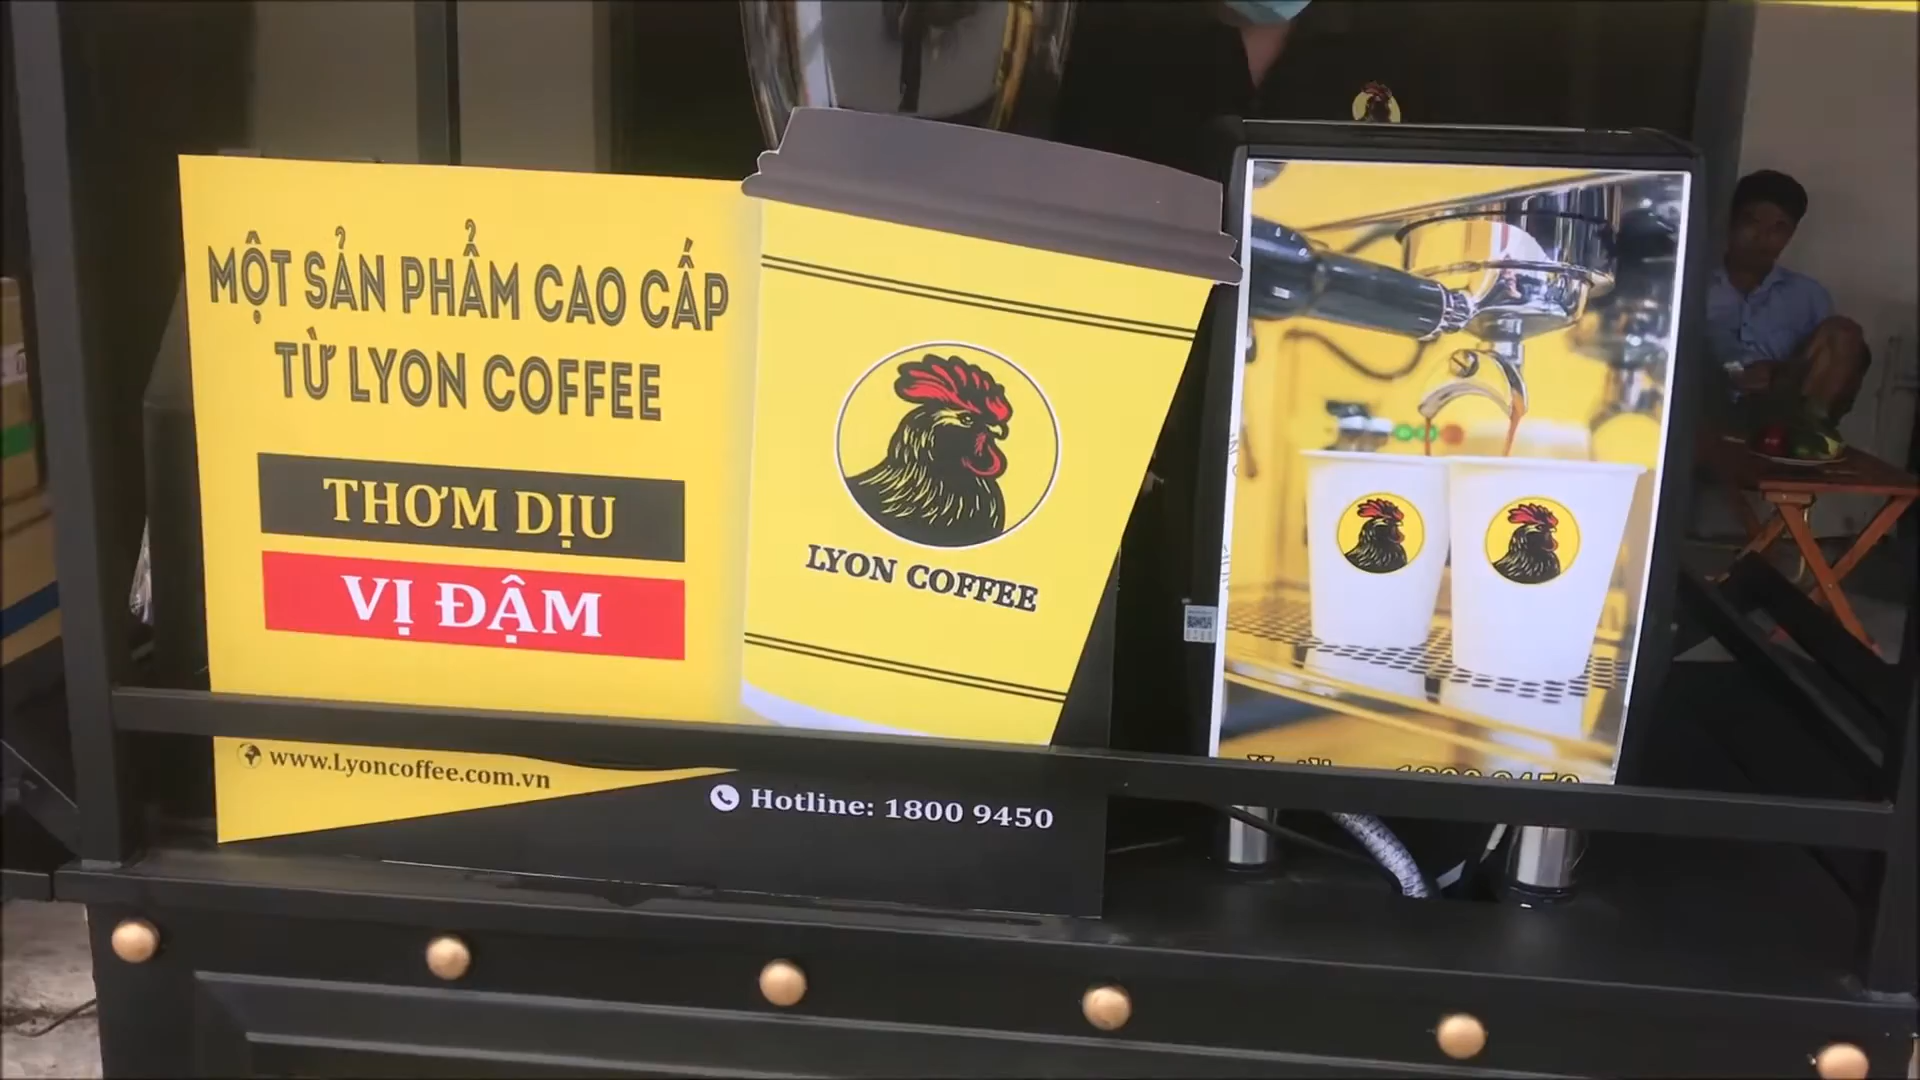 MỘT SẢN PHẨM CAO CẤP
TỪ LYON COFFEE
THƠM DỊU
VỊ ĐẬM
LYON COFFEE
www.Lyoncoffee.com.vn
Hotline: 1800 9450